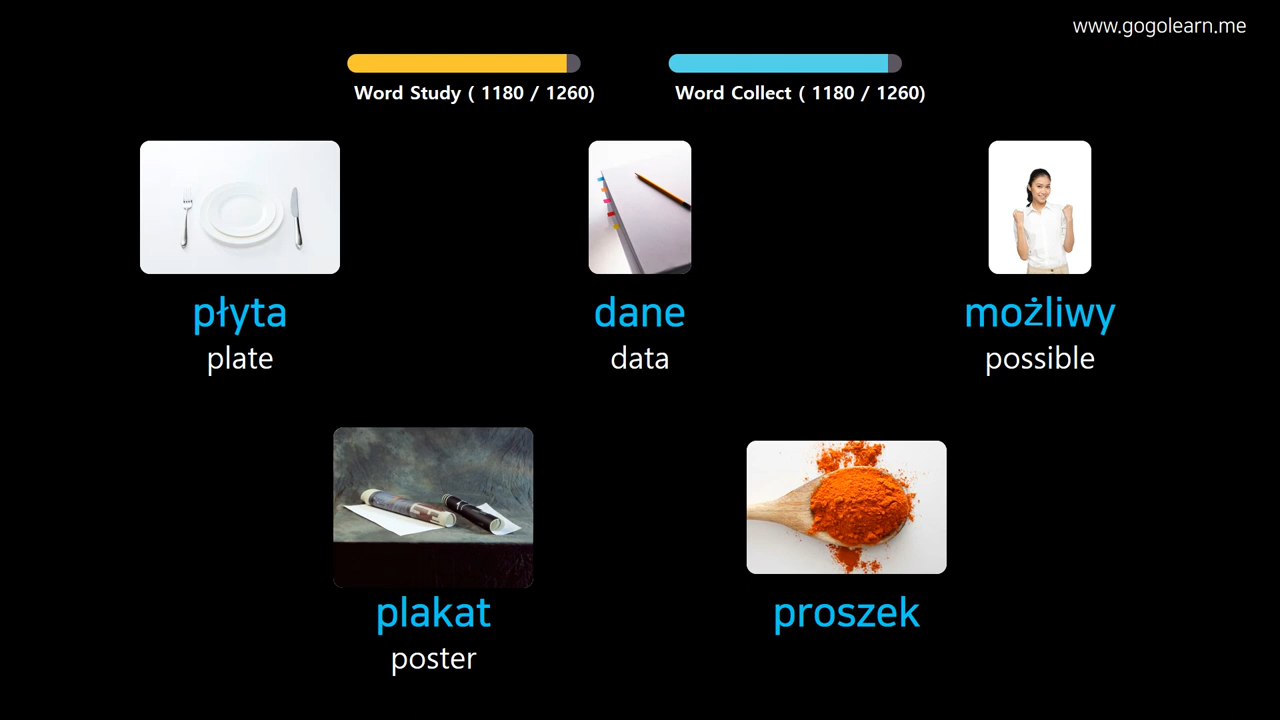 www.gogolearn.me
Word Study ( 1180 / 1260)
Word Collect ( 1180 / 1260)
płyta
plate
dane
data
możliwy
possible
plakat
poster
proszek